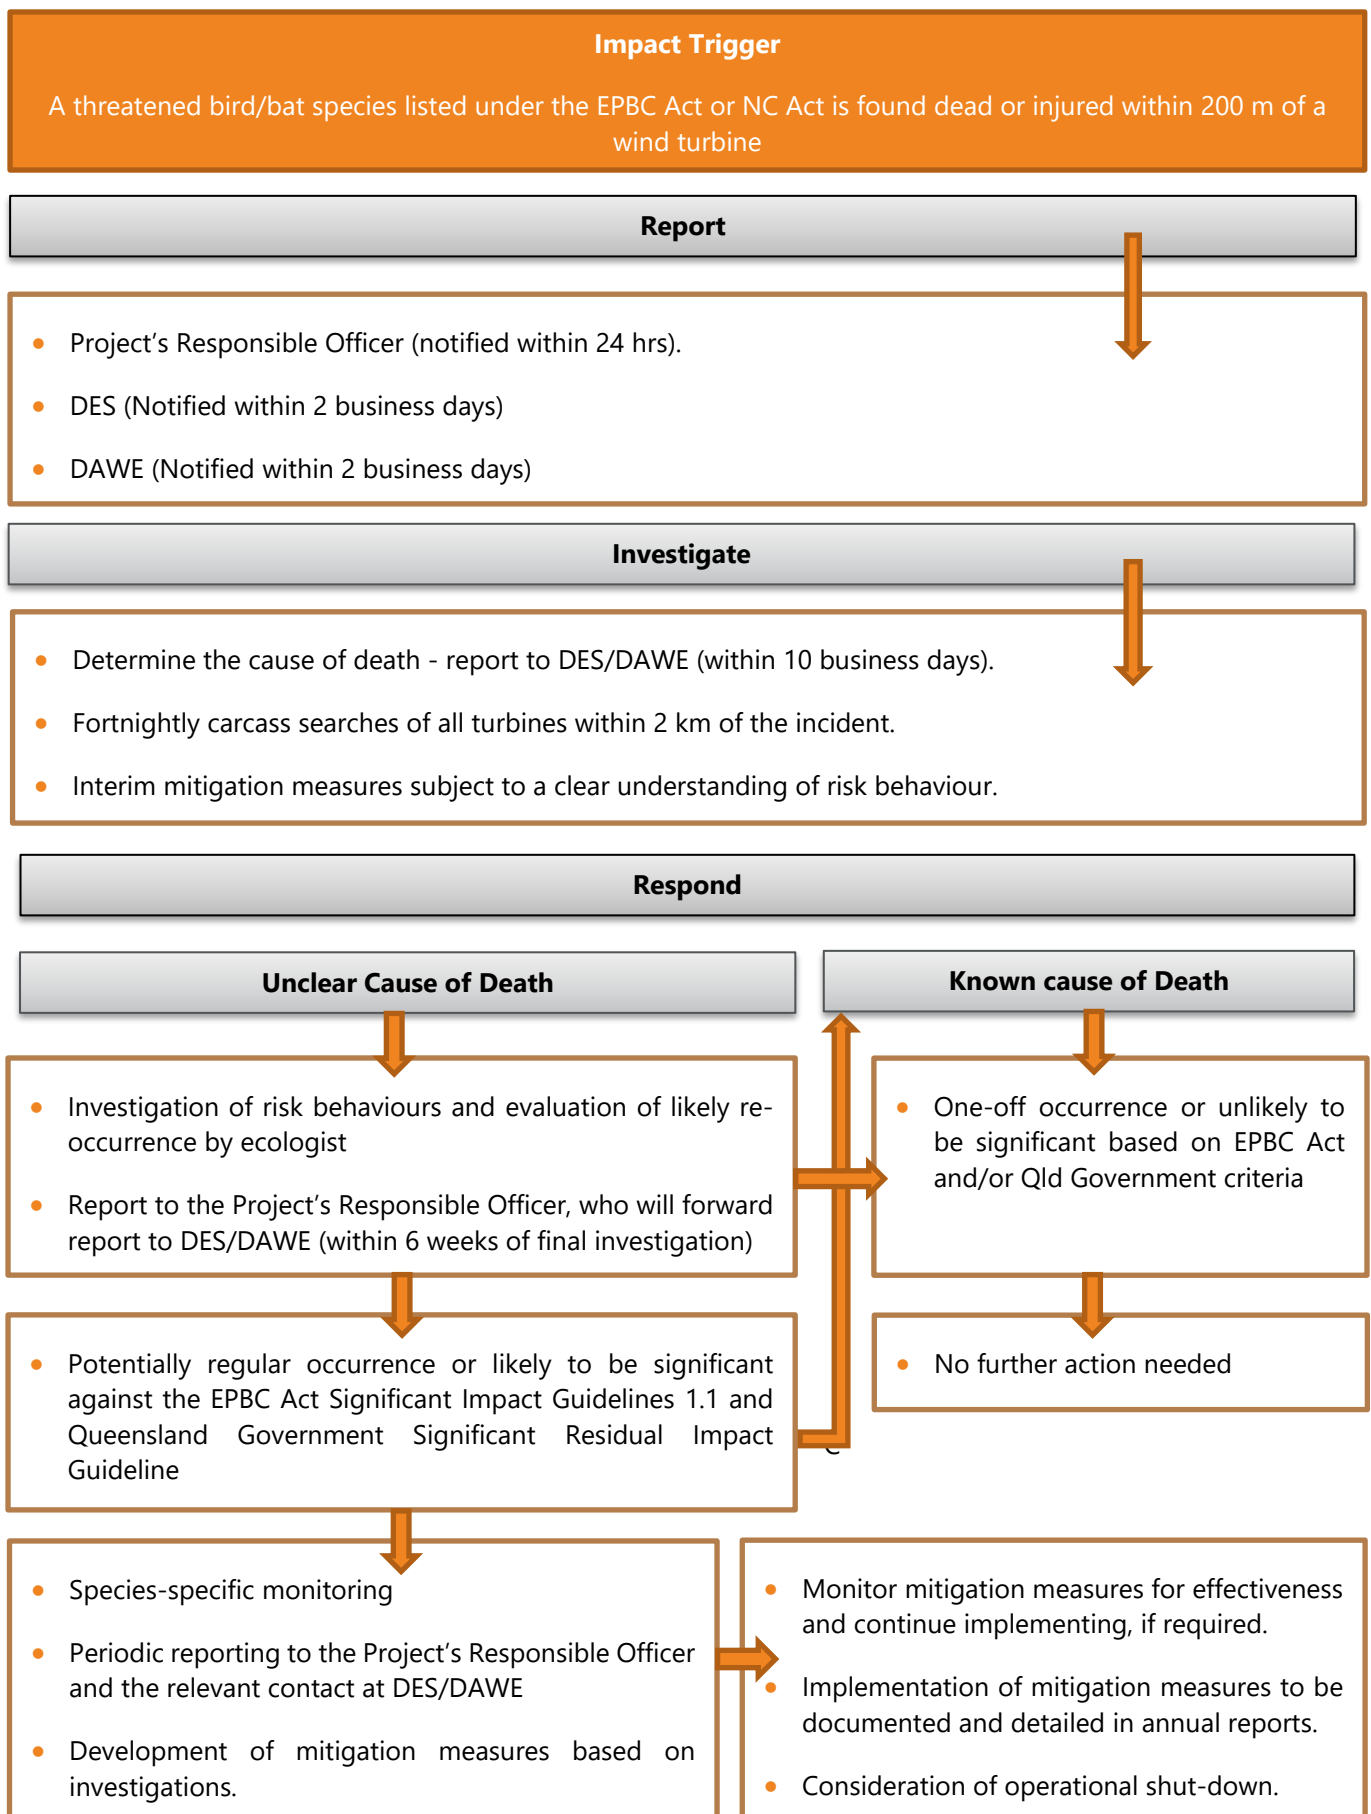 Impact Trigger
A threatened bird/bat species listed under the EPBC Act or NC Act is found dead or injured within 200 m of a
wind turbine
Report
• Project’s Responsible Officer (notified within 24 hrs).
• DES (Notified within 2 business days)
• DAWE (Notified within 2 business days)
Investigate
• Determine the cause of death - report to DES/DAWE (within 10 business days).
• Fortnightly carcass searches of all turbines within 2 km of the incident.
• Interim mitigation measures subject to a clear understanding of risk behaviour.
Respond
Unclear Cause of Death
• Investigation of risk behaviours and evaluation of likely re-
occurrence by ecologist
• Report to the Project’s Responsible Officer, who will forward
report to DES/DAWE (within 6 weeks of final investigation)
• Potentially regular occurrence or likely to be significant
against the EPBC Act Significant Impact Guidelines 1.1 and
Queensland Government Significant Residual Impact
Guideline
Known cause of Death
• One-off occurrence or unlikely to
be significant based on EPBC Act
and/or Qld Government criteria
• No further action needed
• Species-specific monitoring
• Periodic reporting to the Project’s Responsible Officer
and the relevant contact at DES/DAWE
• Development of mitigation measures based on
investigations.
• Monitor mitigation measures for effectiveness
and continue implementing, if required.
• Implementation of mitigation measures to be
documented and detailed in annual reports.
• Consideration of operational shut-down.